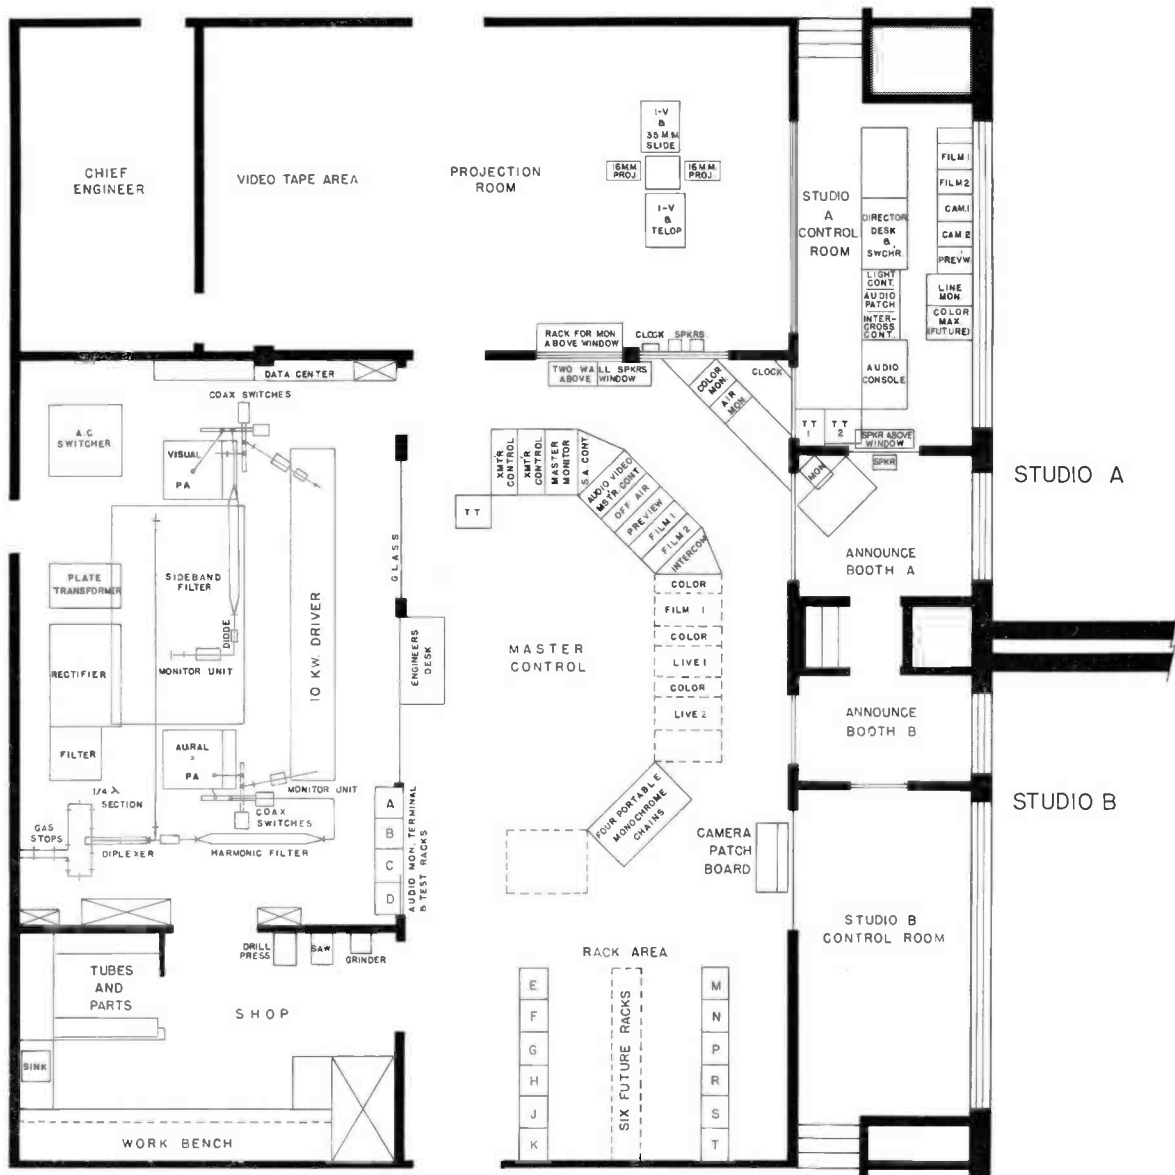 CHIEF
ENGINEER
VIDEO TAPE AREA
PROJECTION
ROOM
1-V
&
35 M.M.
SLIDE
16 M.M.
PROJ.
16 M.M.
PROJ.
1-V
&
TELOP
STUDIO
A
CONTROL
ROOM
DIRECTOR
DESK
&
SWCHR.
LIGHT
CONT.
AUDIO
PATCH
INTER-
CROSS
CONT.
AUDIO
CONSOLE
FILM 1
FILM 2
CAM. 1
CAM. 2
PREVW.
LINE
MON.
COLOR
MAX
(FUTURE)
RACK FOR MON
ABOVE WINDOW
CLOCK
SPKRS
TWO WALL SPKRS
ABOVE WINDOW
COLOR
MON.
AIR
MON.
CLOCK
TT
1
TT
2
SPKR ABOVE
WINDOW
SPKR
MON
STUDIO A
ANNOUNCE
BOOTH A
DATA CENTER
COAX SWITCHES
A.C
SWITCHER
VISUAL
PA
XMTR.
CONTROL
XMTR.
CONTROL
MASTER
MONITOR
S.A. CONT.
AUDIO VIDEO
MSTR. CONT
OFF AIR
PREVIEW
FILM 1
FILM 2
INTERCOM
TT
GLASS
PLATE
TRANSFORMER
SIDEBAND
FILTER
DIODE
MONITOR UNIT
10 KW. DRIVER
RECTIFIER
FILTER
ENGINEERS
DESK
MASTER
CONTROL
COLOR
FILM 1
COLOR
LIVE 1
COLOR
LIVE 2
ANNOUNCE
BOOTH B
STUDIO B
AURAL
PA
MONITOR UNIT
COAX
SWITCHES
1/4 λ
SECTION
GAS
STOPS
DIPLEXER
HARMONIC FILTER
A
B
C
D
AUDIO MON, TERMINAL
& TEST RACKS
FOUR PORTABLE
MONOCHROME
CHAINS
CAMERA
PATCH
BOARD
STUDIO B
CONTROL ROOM
DRILL
PRESS
SAW
GRINDER
TUBES
AND
PARTS
SHOP
SINK
WORK BENCH
RACK AREA
E
F
G
H
J
K
SIX FUTURE RACKS
M
N
P
R
S
T